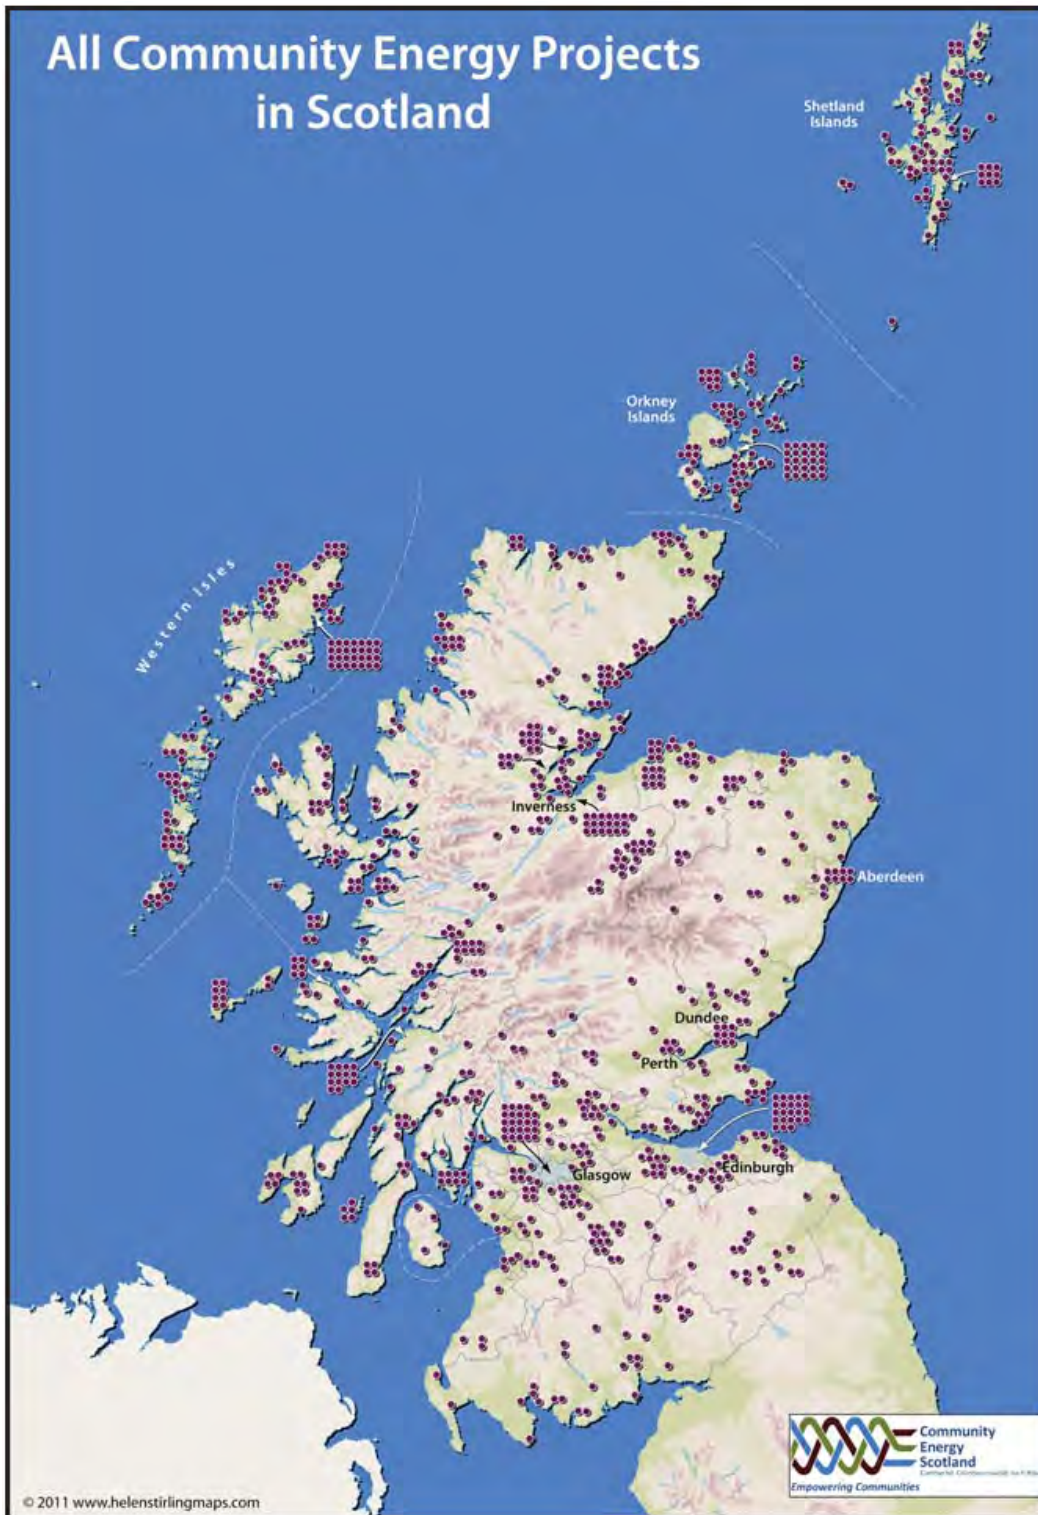 All Community Energy Projects
in Scotland
Shetland
Islands
Orkney
Islands
Western Isles
Inverness
Aberdeen
Dundee
Perth
Edinburgh
Glasgow
Community
Energy
Scotland
Empowering Communities
© 2011 www.helenstirlingmaps.com